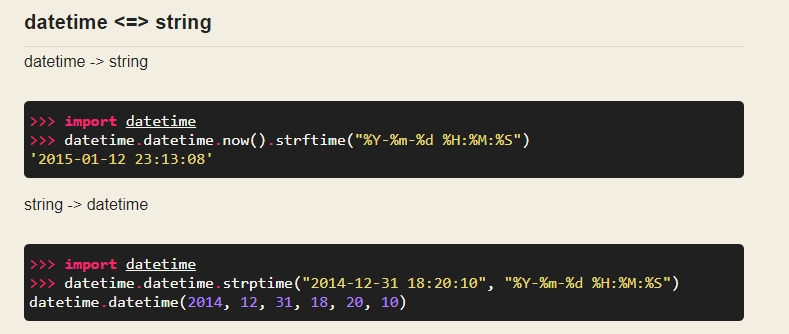 datetime <=> string
datetime -> string
>>> import datetime
>>> datetime.datetime.now().strftime("%Y-%m-%d %H:%M:%S")
'2015-01-12 23:13:08'
string -> datetime
>>> import datetime
>>> datetime.datetime.strptime("2014-12-31 18:20:10", "%Y-%m-%d %H:%M:%S")
datetime.datetime(2014, 12, 31, 18, 20, 10)